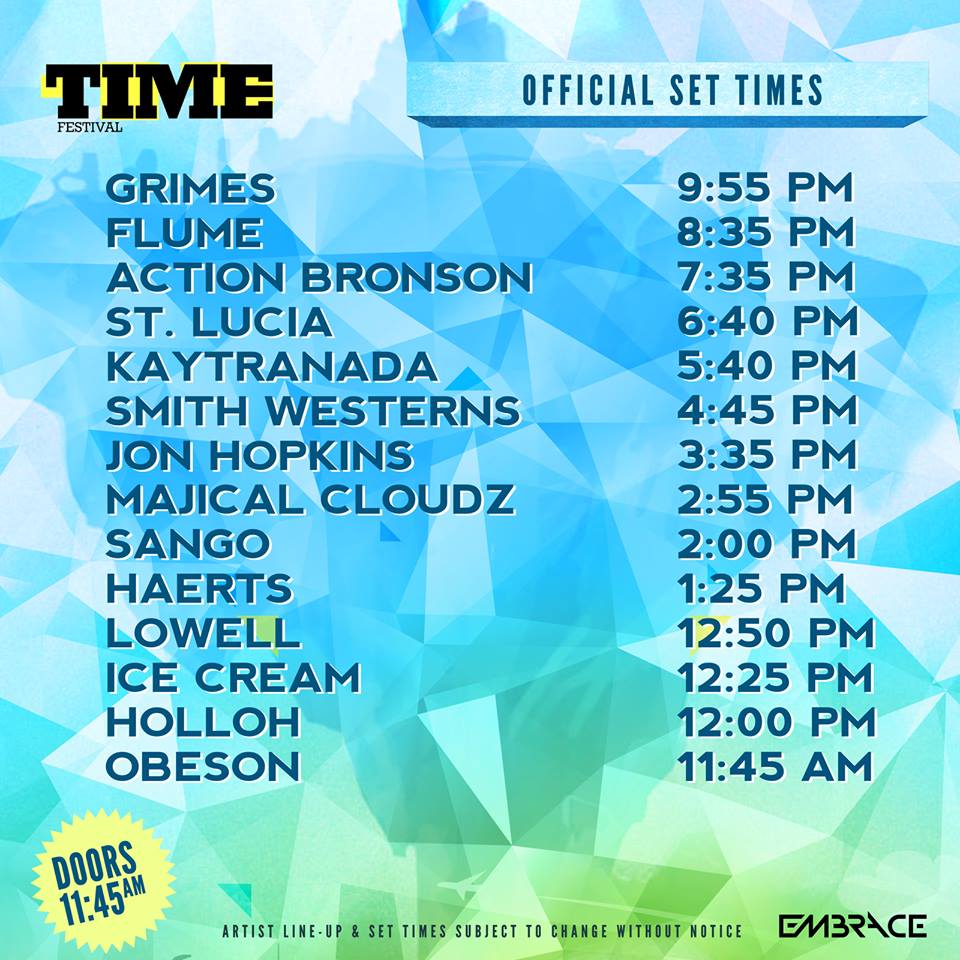 TIME
FESTIVAL
OFFICIAL SET TIMES
GRIMES 9:55 PM
FLUME 8:35 PM
ACTION BRONSON 7:35 PM
ST. LUCIA 6:40 PM
KAYTRANADA 5:40 PM
SMITH WESTERNS 4:45 PM
JON HOPKINS 3:35 PM
MAJICAL CLOUDZ 2:55 PM
SANGO 2:00 PM
HAERTS 1:25 PM
LOWELL 12:50 PM
ICE CREAM 12:25 PM
HOLLOH 12:00 PM
OBESON 11:45 AM
DOORS
11:45AM
ARTIST LINE-UP & SET TIMES SUBJECT TO CHANGE WITHOUT NOTICE
EMBRACE